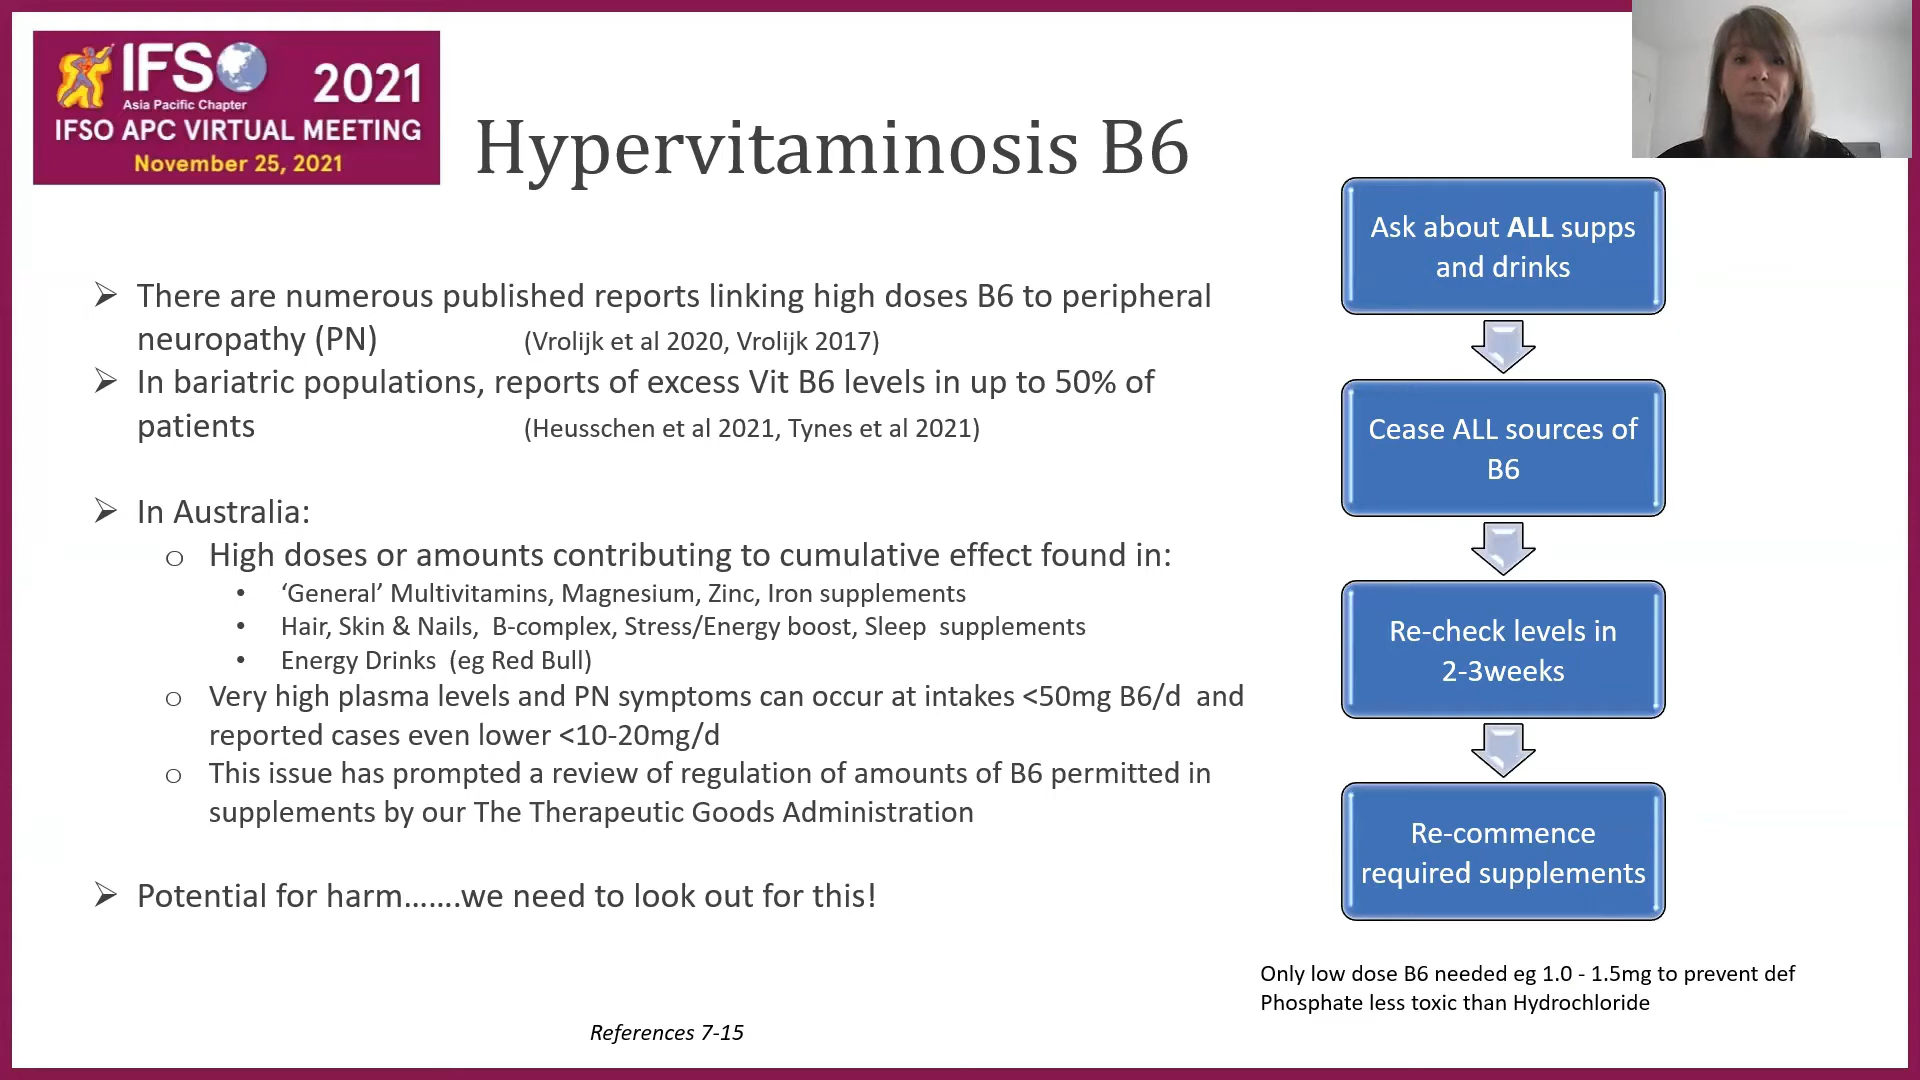 IFSO
2021
Asia Pacific Chapter
IFSO APC VIRTUAL MEETING
November 25, 2021
Hypervitaminosis B6
➢ There are numerous published reports linking high doses B6 to peripheral
neuropathy (PN) (Vrolijk et al 2020, Vrolijk 2017)
➢ In bariatric populations, reports of excess Vit B6 levels in up to 50% of
patients (Heusschen et al 2021, Tynes et al 2021)
➢ In Australia:
o High doses or amounts contributing to cumulative effect found in:
• ‘General’ Multivitamins, Magnesium, Zinc, Iron supplements
• Hair, Skin & Nails, B-complex, Stress/Energy boost, Sleep supplements
• Energy Drinks (eg Red Bull)
o Very high plasma levels and PN symptoms can occur at intakes <50mg B6/d and
reported cases even lower <10-20mg/d
o This issue has prompted a review of regulation of amounts of B6 permitted in
supplements by our The Therapeutic Goods Administration
➢ Potential for harm…….we need to look out for this!
References 7-15
Ask about ALL supps
and drinks
Cease ALL sources of
B6
Re-check levels in
2-3weeks
Re-commence
required supplements
Only low dose B6 needed eg 1.0 - 1.5mg to prevent def
Phosphate less toxic than Hydrochloride